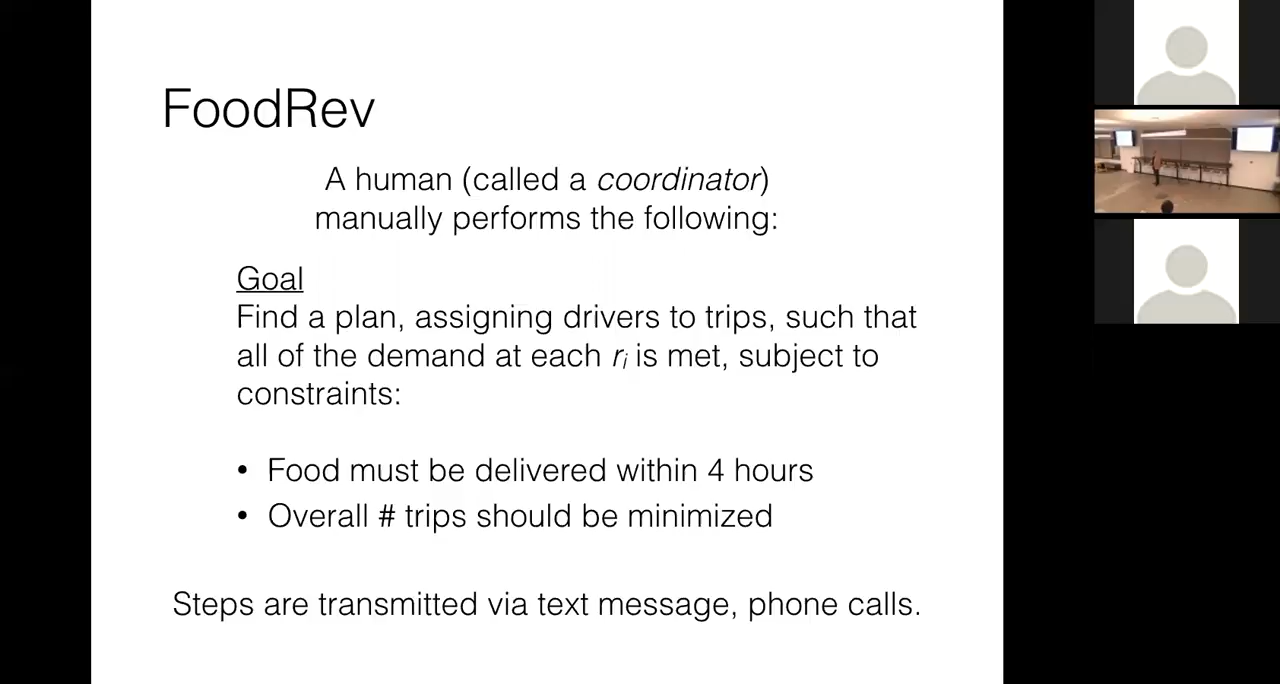 FoodRev
A human (called a coordinator)
manually performs the following:
Goal
Find a plan, assigning drivers to trips, such that
all of the demand at each ri is met, subject to
constraints:
• Food must be delivered within 4 hours
• Overall # trips should be minimized
Steps are transmitted via text message, phone calls.